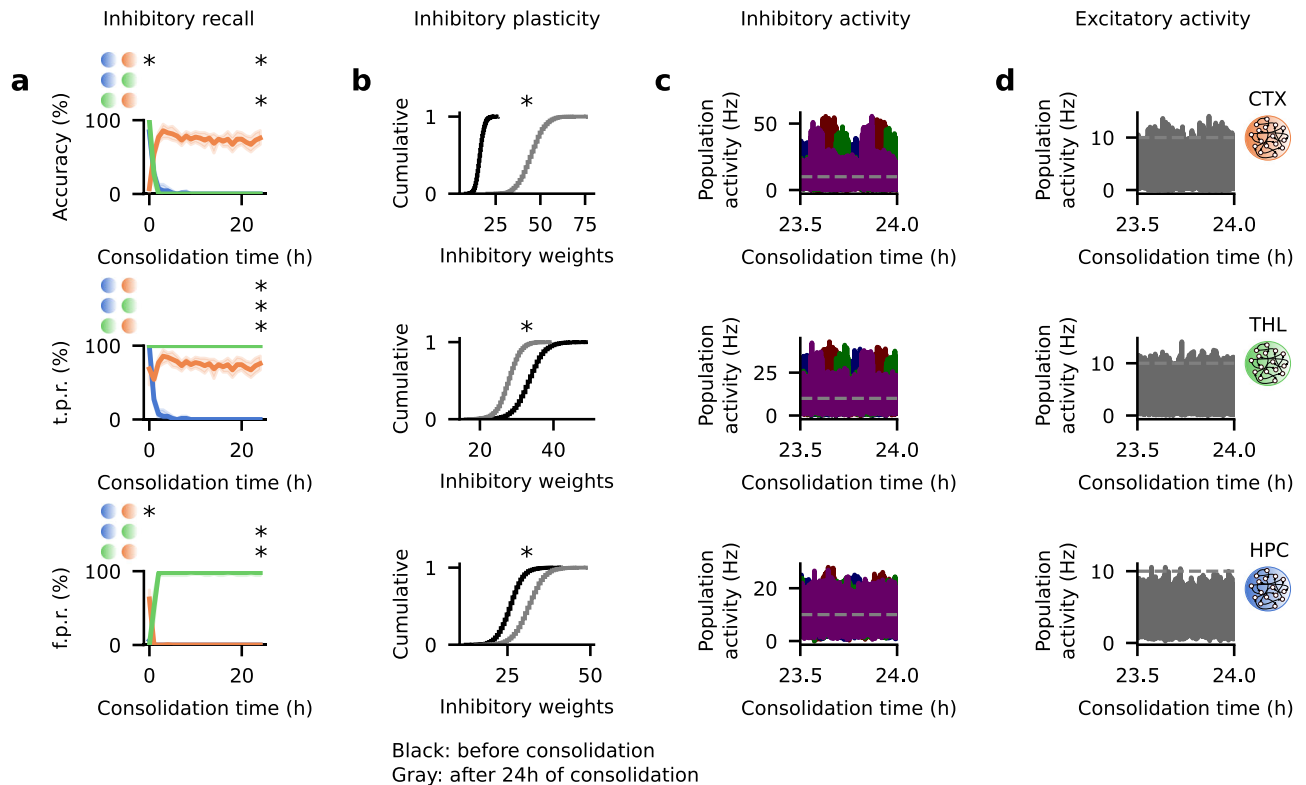 Inhibitory recall
Inhibitory plasticity
Inhibitory activity
Excitatory activity
a
*
*
*
Accuracy (%)
100
0
0
20
Consolidation time (h)
*
*
*
t.p.r. (%)
100
0
0
20
Consolidation time (h)
*
*
*
f.p.r. (%)
100
0
0
20
Consolidation time (h)
b
*
Cumulative
1
0
25
50
75
Inhibitory weights
*
Cumulative
1
0
20
40
Inhibitory weights
*
Cumulative
1
0
25
50
Inhibitory weights
Black: before consolidation
Gray: after 24h of consolidation
c
Population
activity (Hz)
50
0
23.5
24.0
Consolidation time (h)
Population
activity (Hz)
25
0
23.5
24.0
Consolidation time (h)
Population
activity (Hz)
20
0
23.5
24.0
Consolidation time (h)
d
CTX
Population
activity (Hz)
10
0
23.5
24.0
Consolidation time (h)
THL
Population
activity (Hz)
10
0
23.5
24.0
Consolidation time (h)
HPC
Population
activity (Hz)
10
0
23.5
24.0
Consolidation time (h)